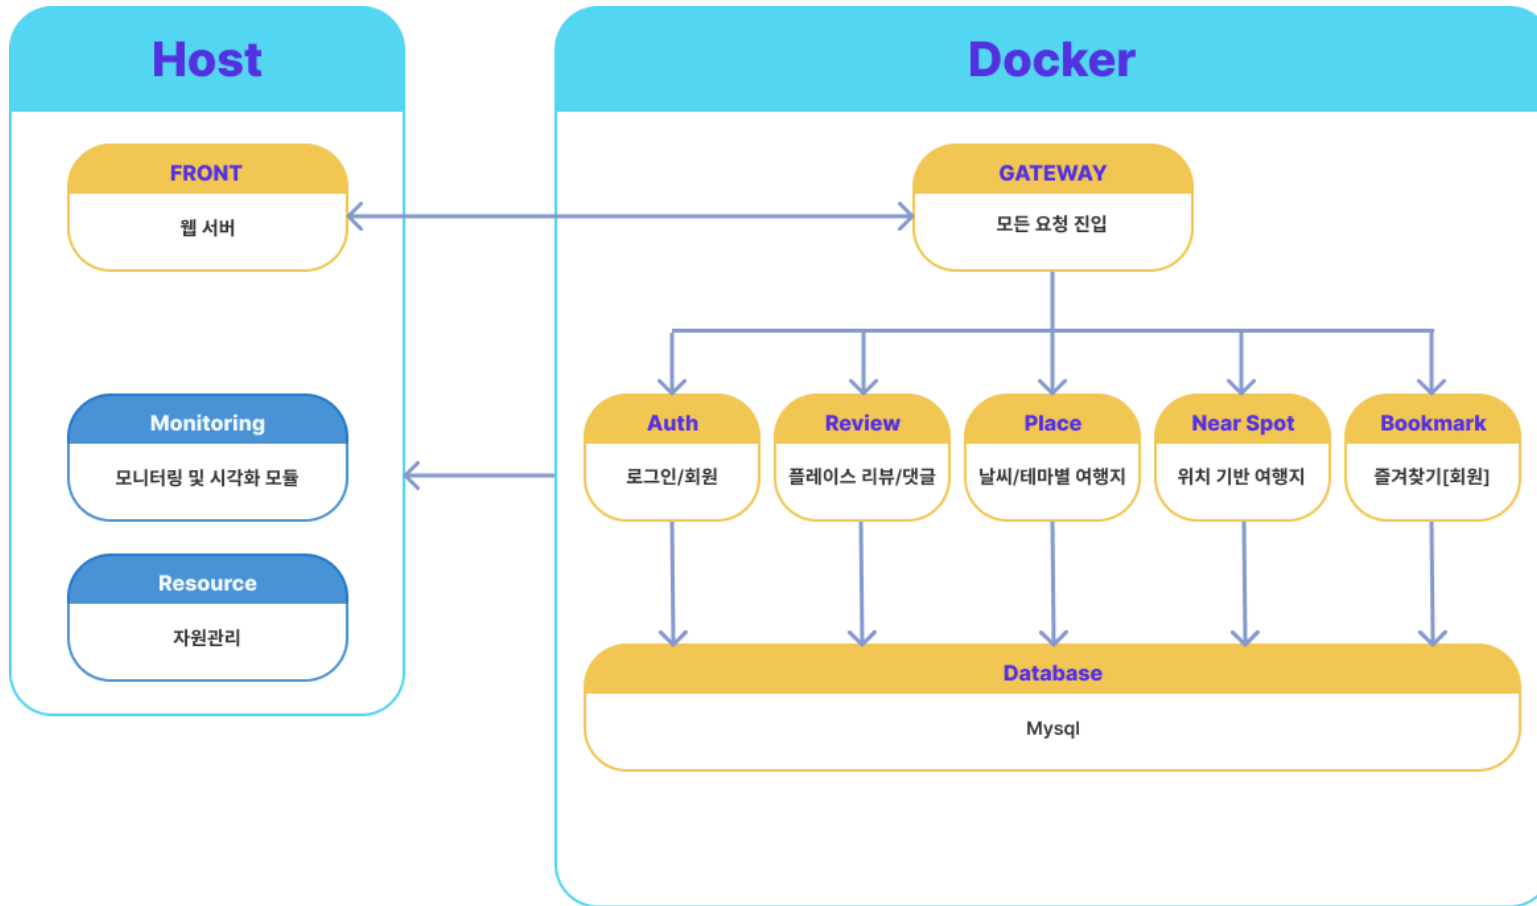 Host
Docker
FRONT
웹 서버
GATEWAY
모든 요청 진입
Monitoring
모니터링 및 시각화 모듈
Auth
로그인/회원
Review
플레이스 리뷰/댓글
Place
날씨/테마별 여행지
Near Spot
위치 기반 여행지
Bookmark
즐겨찾기[회원]
Resource
자원관리
Database
Mysql